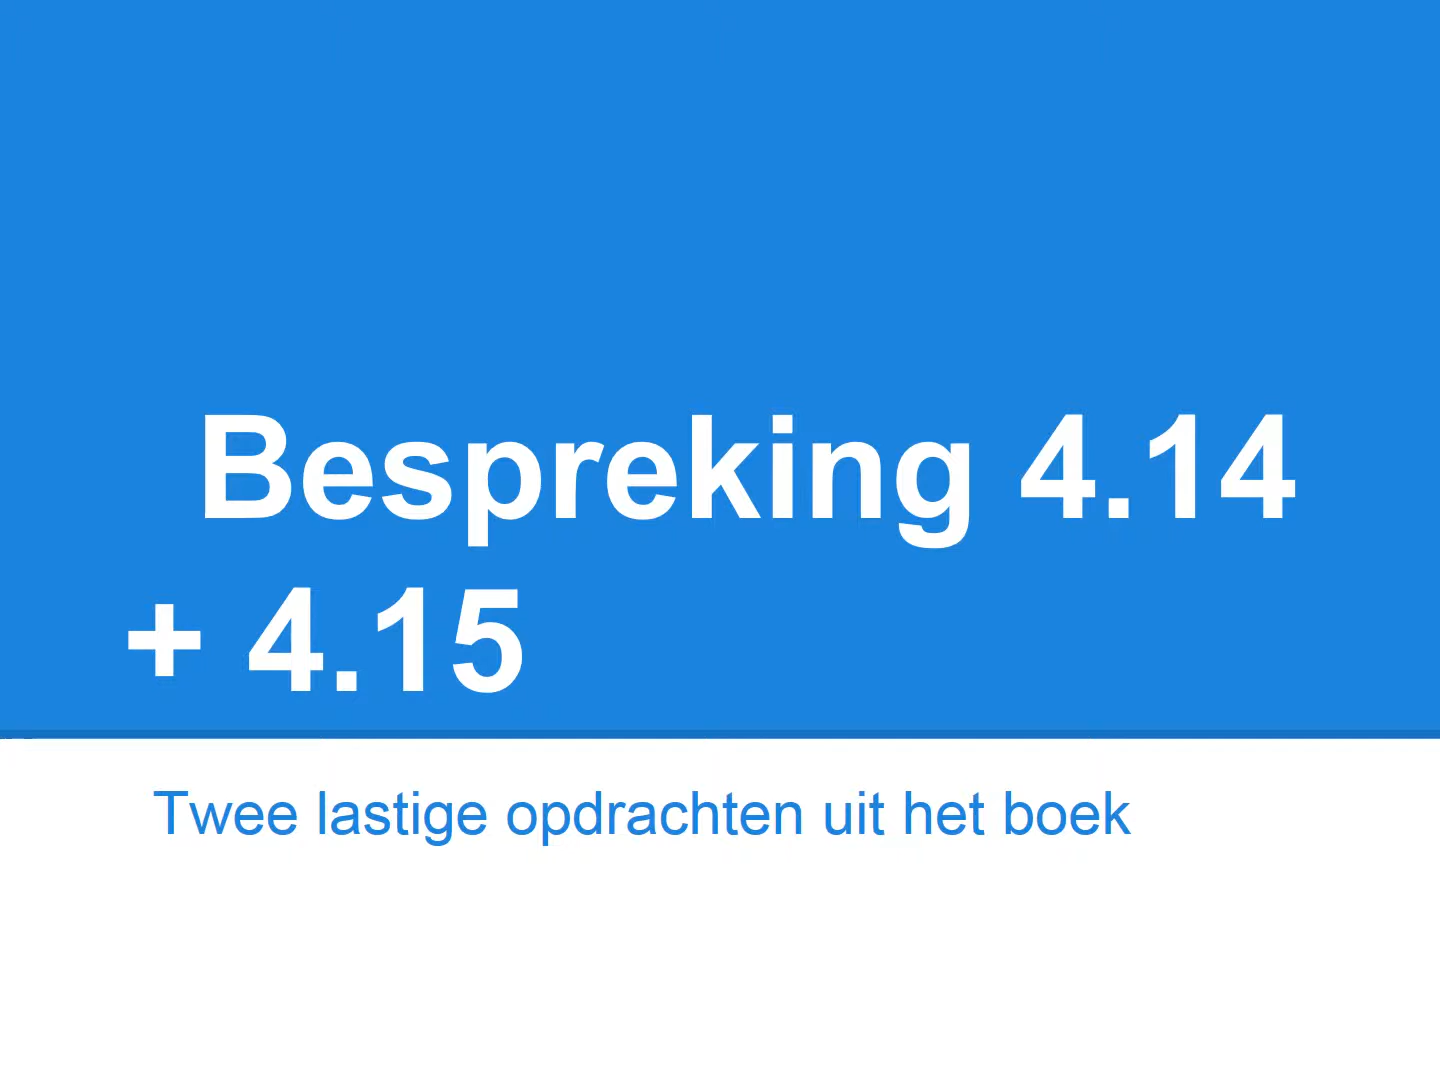 Bespreking 4.14
+ 4.15
Twee lastige opdrachten uit het boek